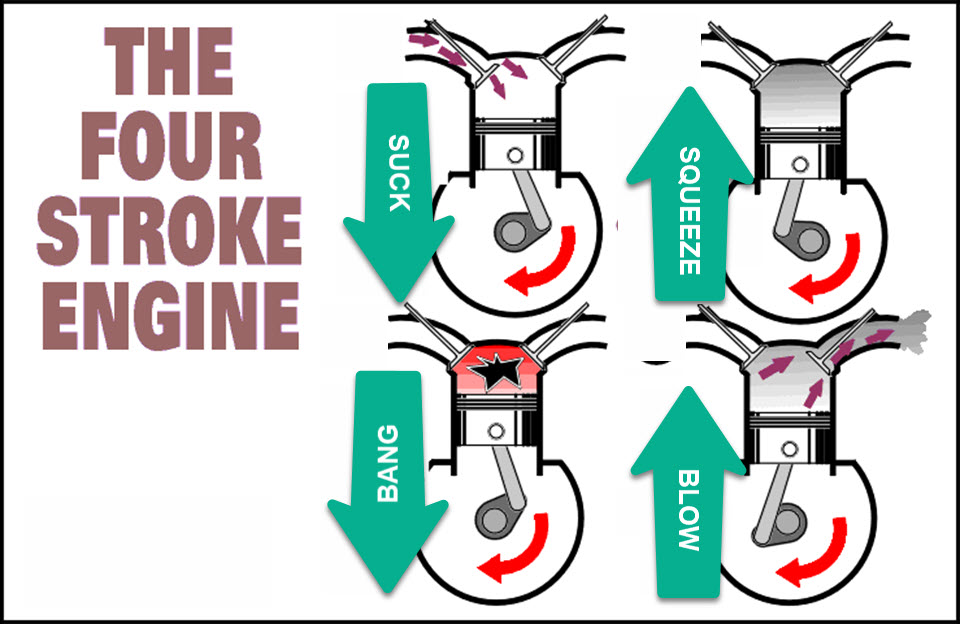 THE
FOUR
STROKE
ENGINE
SUCK
SQUEEZE
BANG
BLOW